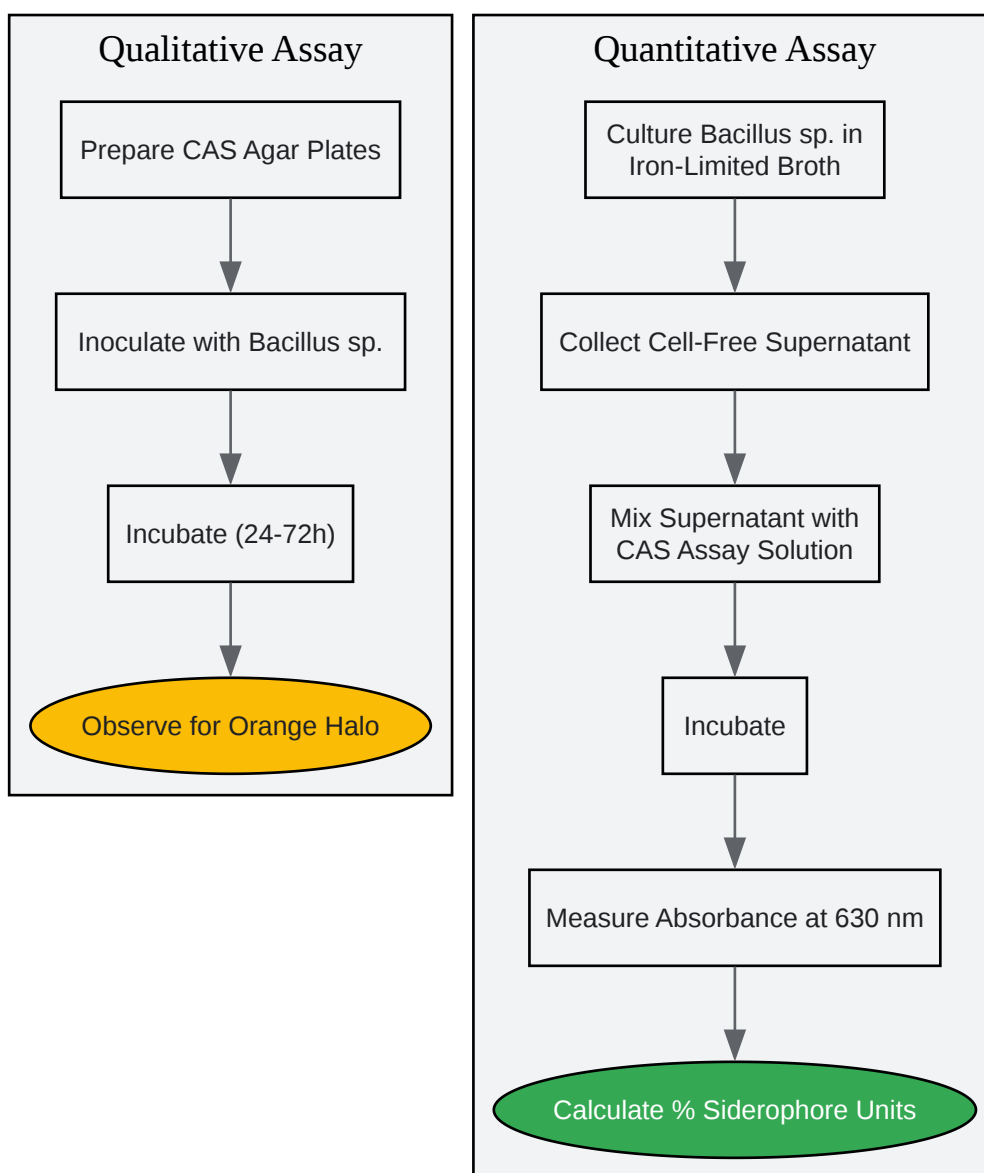 Qualitative Assay
Prepare CAS Agar Plates
Inoculate with Bacillus sp.
Incubate (24-72h)
Observe for Orange Halo
Quantitative Assay
Culture Bacillus sp. in
Iron-Limited Broth
Collect Cell-Free Supernatant
Mix Supernatant with
CAS Assay Solution
Incubate
Measure Absorbance at 630 nm
Calculate % Siderophore Units